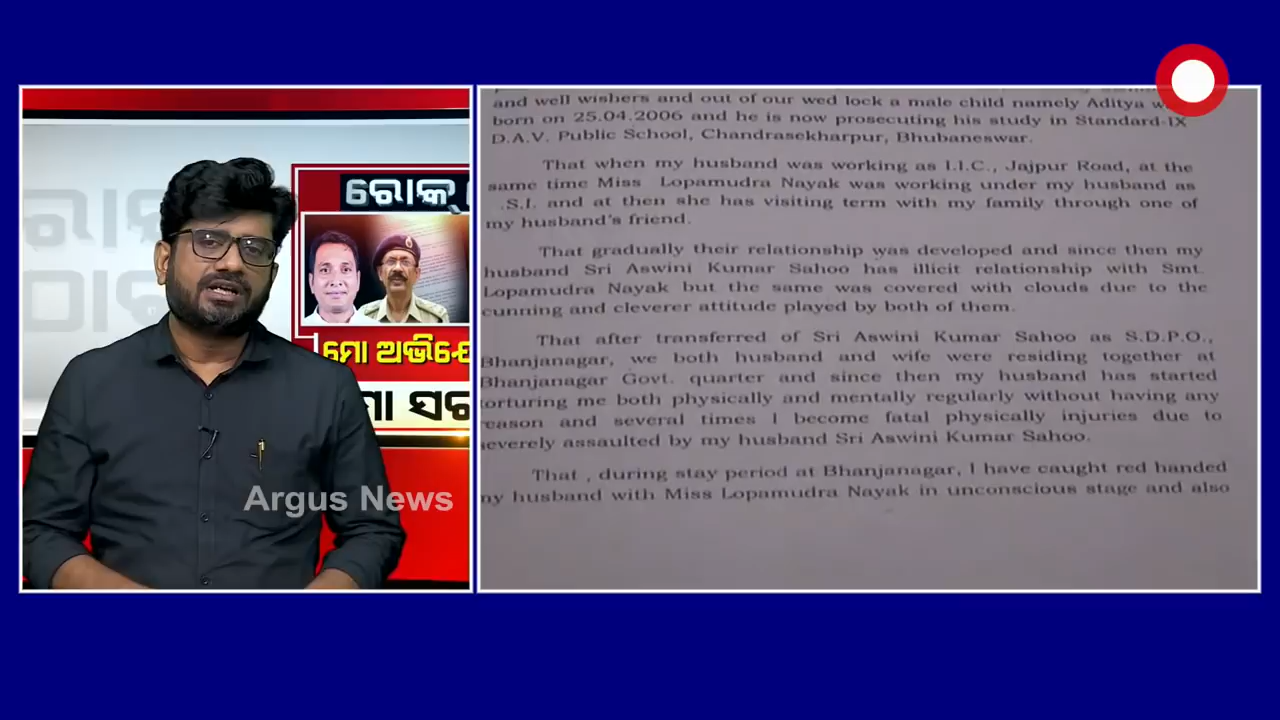 ରୋକ୍
ମୋ ଅଭିଯୋ
Argus News
and well wishers and out of our wed lock a male child namely Aditya
born on 25.04.2006 and he is now prosecuting his study in Standard-IX
D.A.V. Public School, Chandrasekharpur, Bhubaneswar.
That when my husband was working as I.I.C., Jajpur Road, at the
same time Miss Lopamudra Nayak was working under my husband as
.S.I. and at then she has visiting term with my family through one of
my husband's friend.
That gradually their relationship was developed and since then my
husband Sri Aswini Kumar Sahoo has illicit relationship with Smt.
Lopamudra Nayak but the same was covered with clouds due to the
cunning and cleverer attitude played by both of them.
That after transferred of Sri Aswini Kumar Sahoo as S.D.P.O.,
Bhanjanagar, we both husband and wife were residing together at
Bhanjanagar Govt. quarter and since then my husband has started
torturing me both physically and mentally regularly without having any
eason and several times I become fatal physically injuries due to
everely assaulted by my husband Sri Aswini Kumar Sahoo.
That , during stay period at Bhanjanagar, I have caught red handed
my husband with Miss Lopamudra Nayak in unconscious stage and also